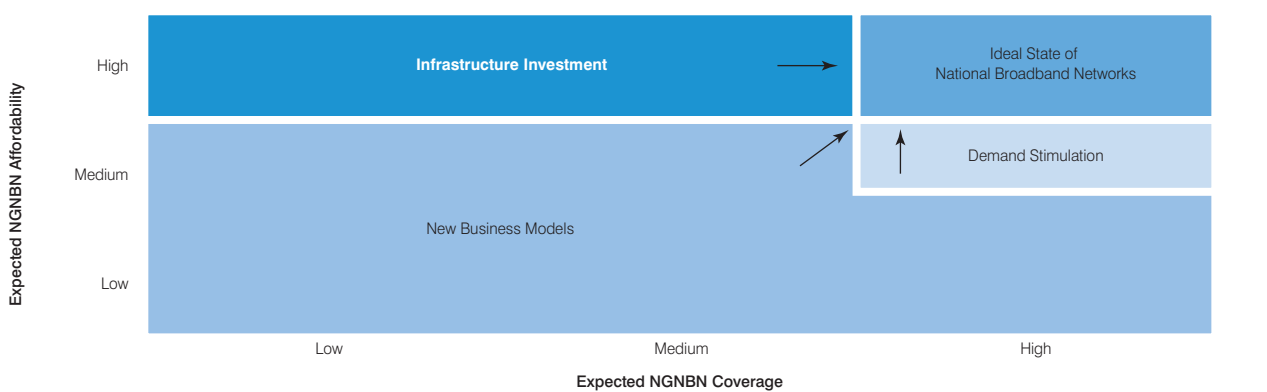 Expected NGNBN Affordability
High
Medium
Low
Infrastructure Investment
Ideal State of
National Broadband Networks
Demand Stimulation
New Business Models
Low
Medium
High
Expected NGNBN Coverage